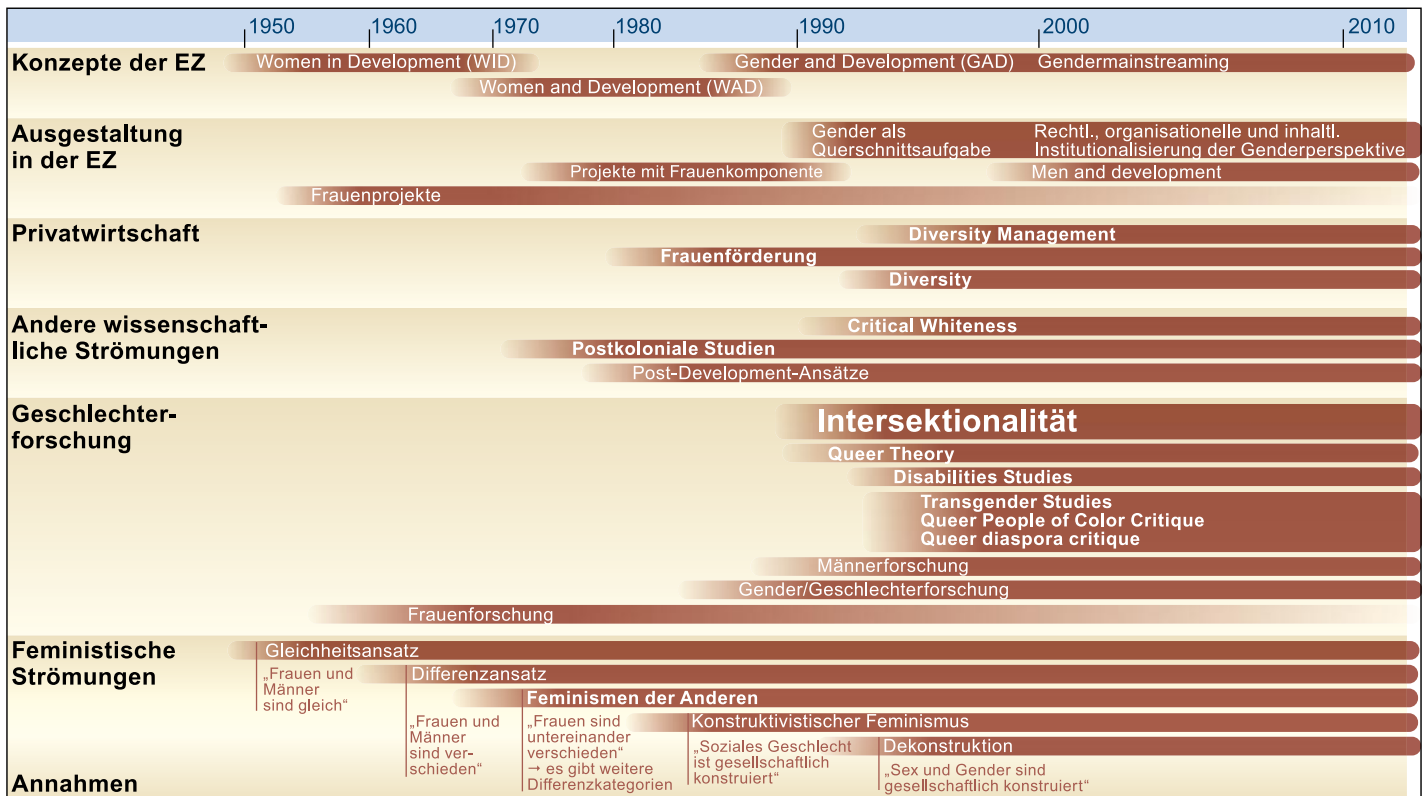 1950 1960 1970 1980 1990 2000 2010
Konzepte der EZ
Women in Development (WID)
Gender and Development (GAD)
Gendermainstreaming
Women and Development (WAD)
Ausgestaltung
in der EZ
Gender als
Querschnittsaufgabe
Rechtl., organisationelle und inhaltl.
Institutionalisierung der Genderperspektive
Projekte mit Frauenkomponente
Men and development
Frauenprojekte
Privatwirtschaft
Diversity Management
Frauenförderung
Diversity
Andere wissenschaft-
liche Strömungen
Critical Whiteness
Postkoloniale Studien
Post-Development-Ansätze
Geschlechter-
forschung
Intersektionalität
Queer Theory
Disabilities Studies
Transgender Studies
Queer People of Color Critique
Queer diaspora critique
Männerforschung
Gender/Geschlechterforschung
Frauenforschung
Feministische
Strömungen
Gleichheitsansatz
Differenzansatz
Feminismen der Anderen
Konstruktivistischer Feminismus
Dekonstruktion
Annahmen
„Frauen und
Männer
sind gleich“
„Frauen und
Männer
sind ver-
schieden“
„Frauen sind
untereinander
verschieden“
→ es gibt weitere
Differenzkategorien
„Soziales Geschlecht
ist gesellschaftlich
konstruiert“
„Sex und Gender sind
gesellschaftlich konstruiert“